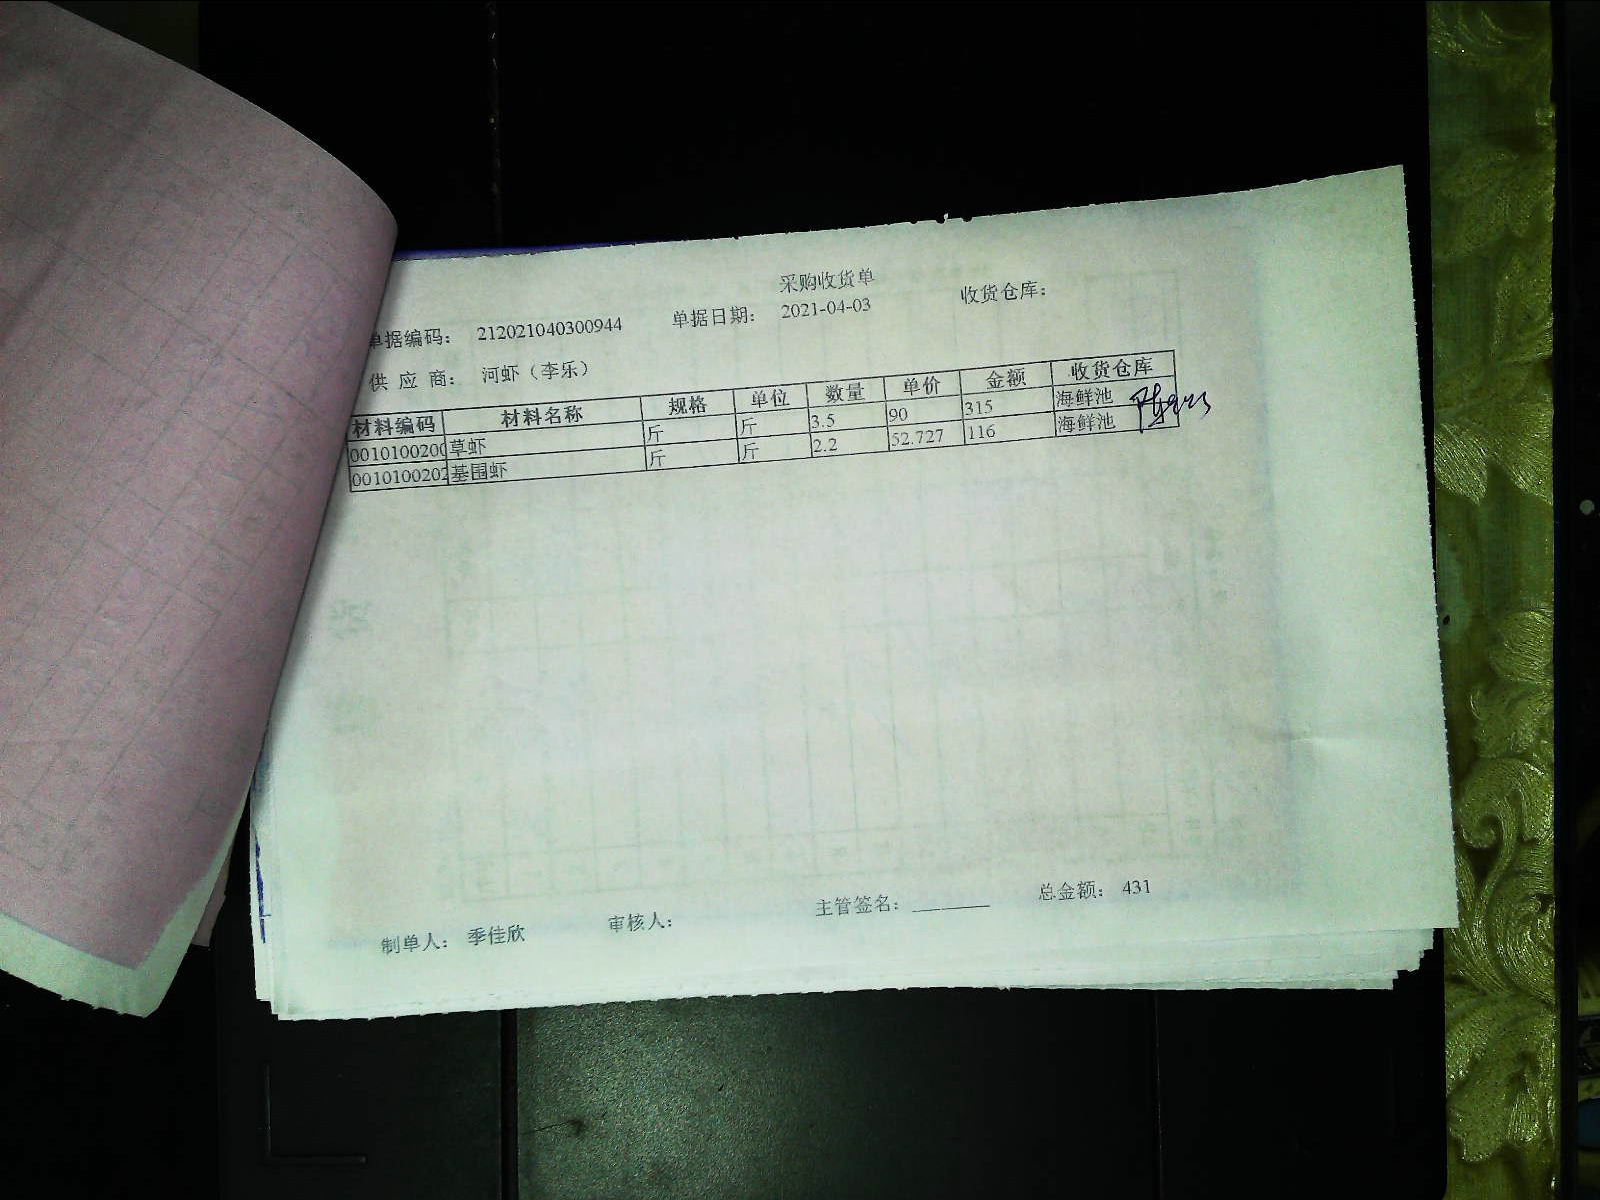 采购收货单
单据编码： 212021040300944 单据日期： 2021-04-03 收货仓库：
供 应 商： 河虾（李乐）
材料编码 材料名称 规格 单位 数量 单价 金额 收货仓库
0010100200 草虾 斤 斤 3.5 90 315 海鲜池
0010100202 基围虾 斤 斤 2.2 52.727 116 海鲜池
制单人： 季佳欣 审核人： 主管签名：________ 总金额： 431